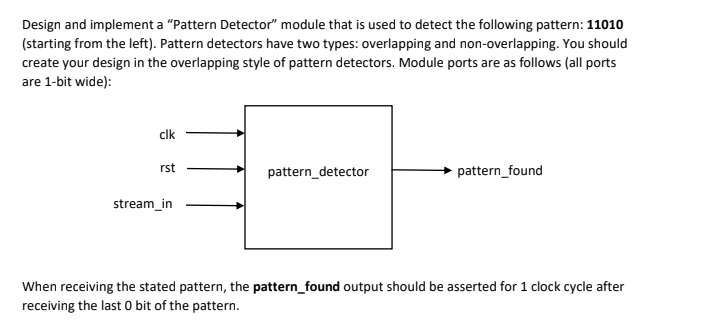 Design and implement a “Pattern Detector” module that is used to detect the following pattern: 11010
(starting from the left). Pattern detectors have two types: overlapping and non-overlapping. You should
create your design in the overlapping style of pattern detectors. Module ports are as follows (all ports
are 1-bit wide):
clk
rst
pattern_detector
pattern_found
stream_in
When receiving the stated pattern, the pattern_found output should be asserted for 1 clock cycle after
receiving the last 0 bit of the pattern.